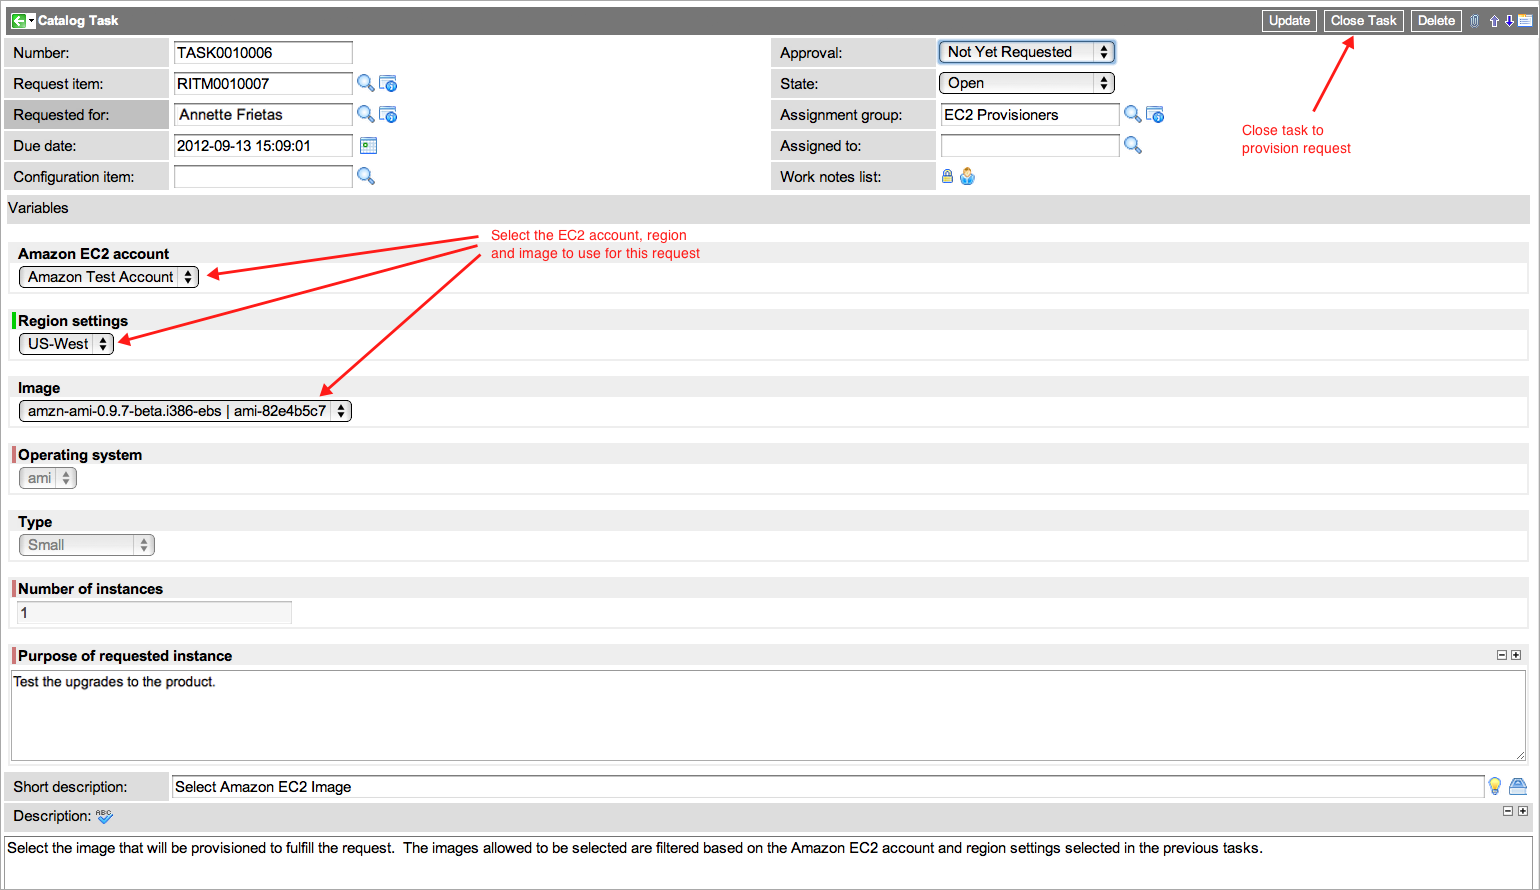 Catalog Task
Update
Close Task
Delete
Number:
TASK0010006
Approval:
Not Yet Requested
Request item:
RITM0010007
State:
Open
Requested for:
Annette Frietas
Assignment group:
EC2 Provisioners
Due date:
2012-09-13 15:09:01
Assigned to:
Configuration item:
Work notes list:
Close task to
provision request
Variables
Select the EC2 account, region
and image to use for this request
Amazon EC2 account
Amazon Test Account
Region settings
US-West
Image
amzn-ami-0.9.7-beta.i386-ebs | ami-82e4b5c7
Operating system
ami
Type
Small
Number of instances
1
Purpose of requested instance
Test the upgrades to the product.
Short description:
Select Amazon EC2 Image
Description:
ABC
Select the image that will be provisioned to fulfill the request.  The images allowed to be selected are filtered based on the Amazon EC2 account and region settings selected in the previous tasks.